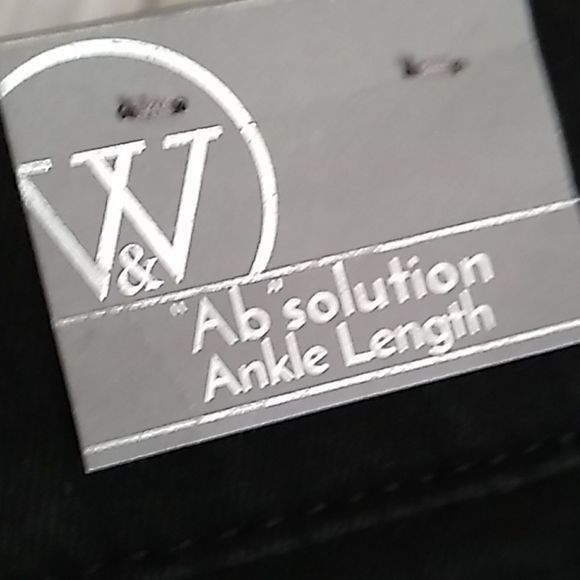 W
&
"Ab"solution
Ankle Length